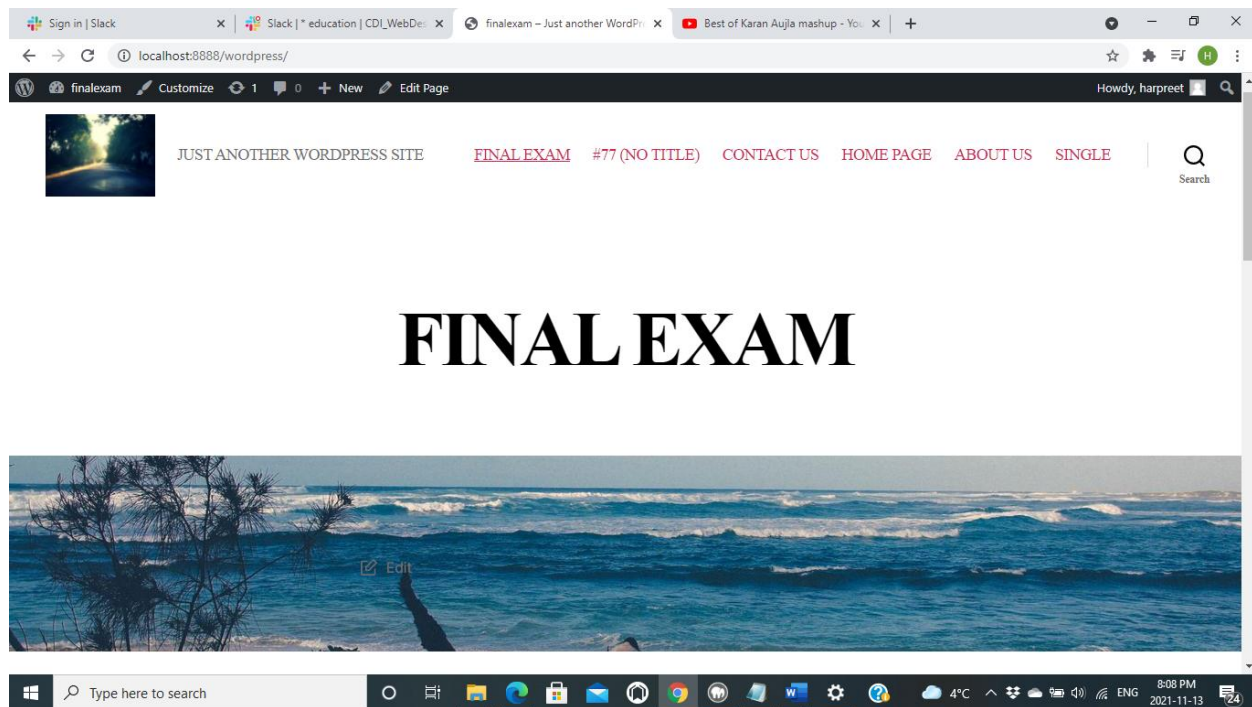 Sign in | Slack
Slack | * education | CDI_WebDes
finalexam – Just another WordPr
Best of Karan Aujla mashup - You
localhost:8888/wordpress/
H
finalexam Customize 1 0 New Edit Page
Howdy, harpreet
JUST ANOTHER WORDPRESS SITE
FINAL EXAM #77 (NO TITLE) CONTACT US HOME PAGE ABOUT US SINGLE
Search
FINAL EXAM
Edit
Type here to search
4°C
ENG
8:08 PM
2021-11-13
24